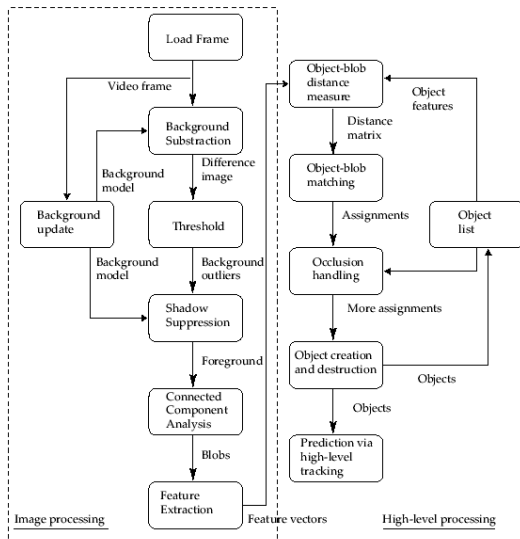 Load Frame
Video frame
Background
Substraction
Background
model
Difference
image
Background
update
Threshold
Background
model
Background
outliers
Shadow
Suppression
Foreground
Connected
Component
Analysis
Blobs
Feature
Extraction
Image processing
Feature vectors
Object-blob
distance
measure
Object
features
Distance
matrix
Object-blob
matching
Assignments
Object
list
Occlusion
handling
More assignments
Object creation
and destruction
Objects
Objects
Prediction via
high-level
tracking
High-level processing